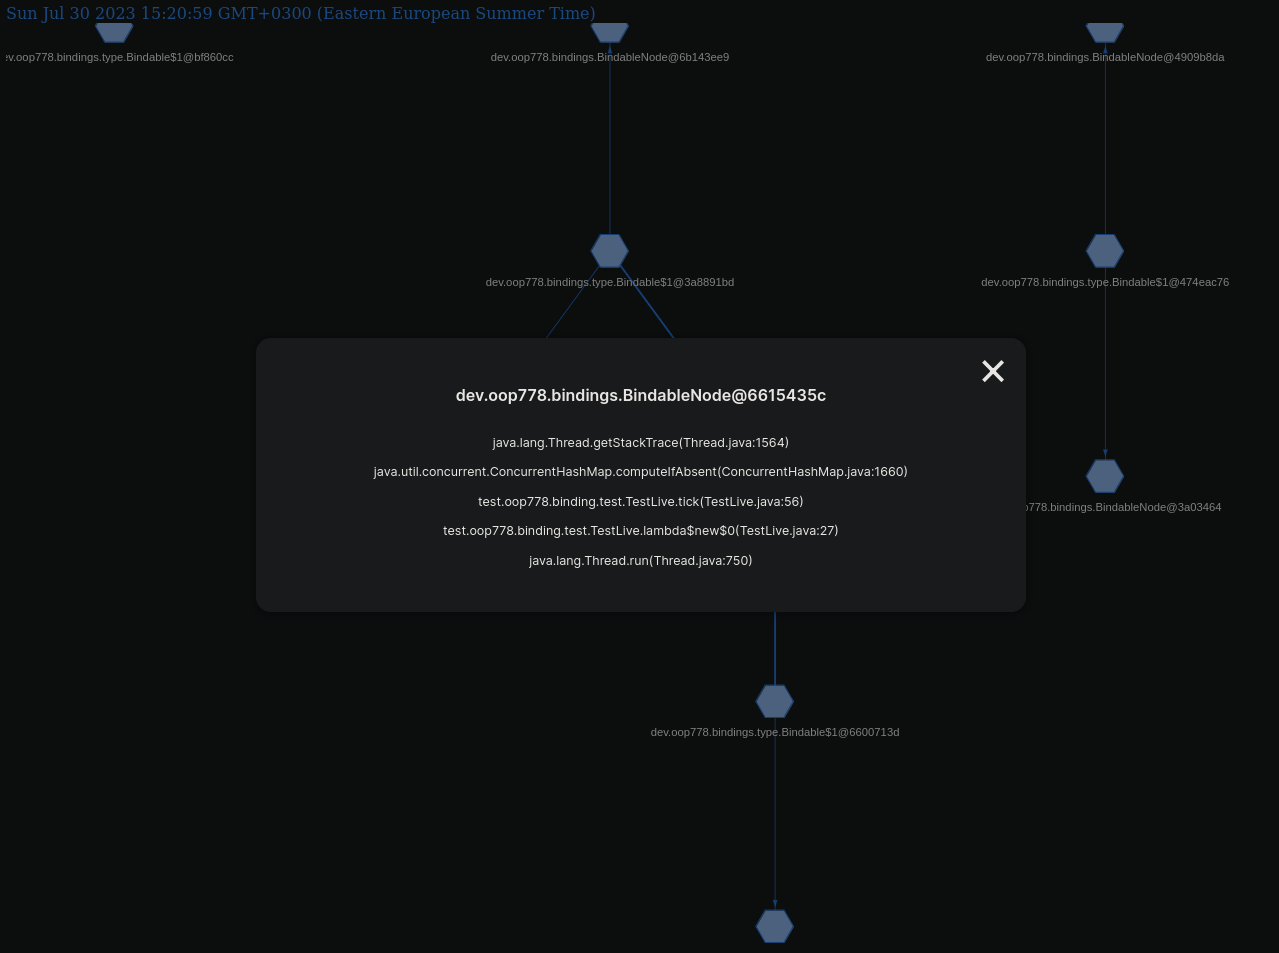 Sun Jul 30 2023 15:20:59 GMT+0300 (Eastern European Summer Time)
ev.oop778.bindings.type.Bindable$1@bf860cc
dev.oop778.bindings.BindableNode@6b143ee9
dev.oop778.bindings.BindableNode@4909b8da
dev.oop778.bindings.type.Bindable$1@3a8891bd
dev.oop778.bindings.type.Bindable$1@474eac76
dev.oop778.bindings.BindableNode@6615435c
java.lang.Thread.getStackTrace(Thread.java:1564)
java.util.concurrent.ConcurrentHashMap.computeIfAbsent(ConcurrentHashMap.java:1660)
test.oop778.binding.test.TestLive.tick(TestLive.java:56)
test.oop778.binding.test.TestLive.lambda$new$0(TestLive.java:27)
java.lang.Thread.run(Thread.java:750)
p778.bindings.BindableNode@3a03464
dev.oop778.bindings.type.Bindable$1@6600713d